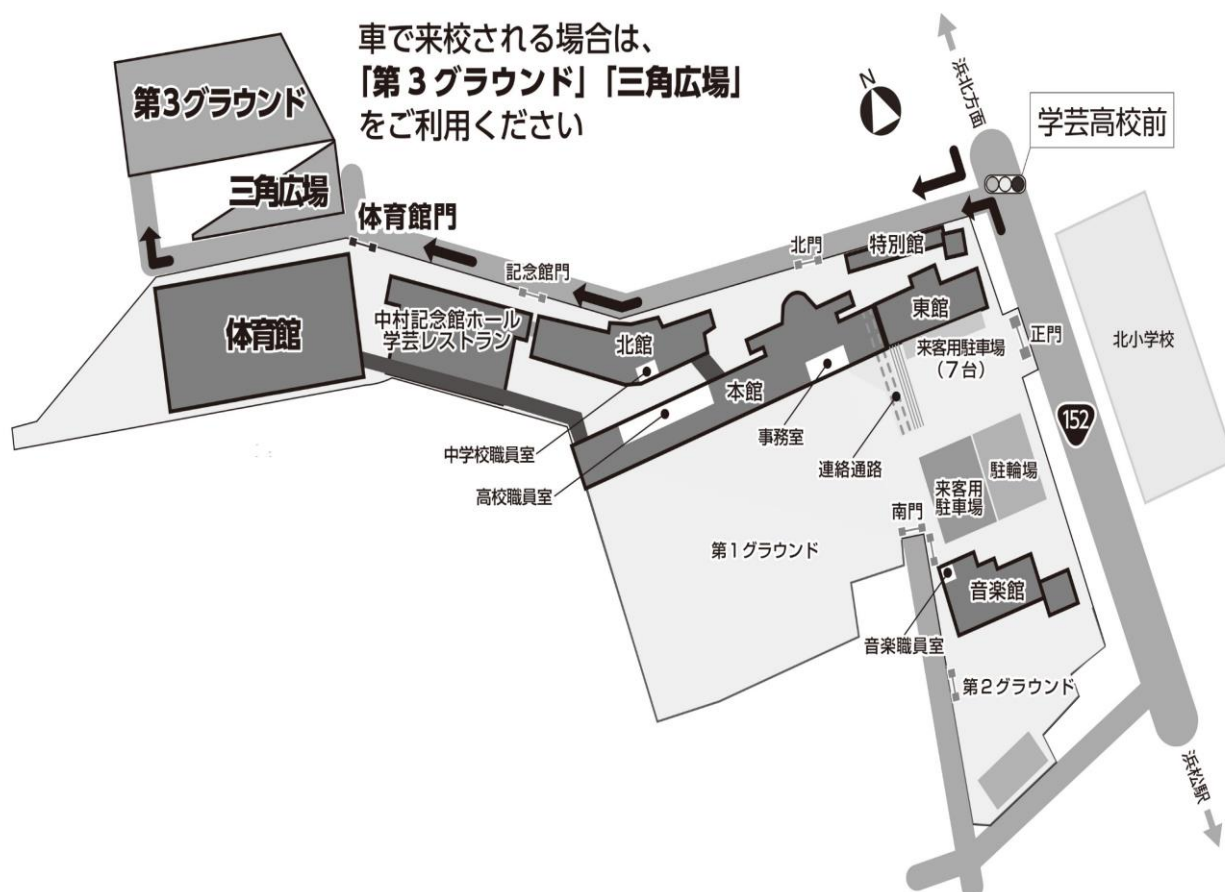 車で来校される場合は、
「第3グラウンド」「三角広場」
をご利用ください
第3グラウンド
三角広場
体育館門
体育館
記念館門
中村記念館ホール
学芸レストラン
北館
北門
特別館
東館
本館
来客用駐車場
(7台)
正門
事務室
連絡通路
中学校職員室
高校職員室
第1グラウンド
南門
来客用
駐車場
駐輪場
音楽館
音楽職員室
第2グラウンド
N
浜北方面
学芸高校前
北小学校
152
浜松駅